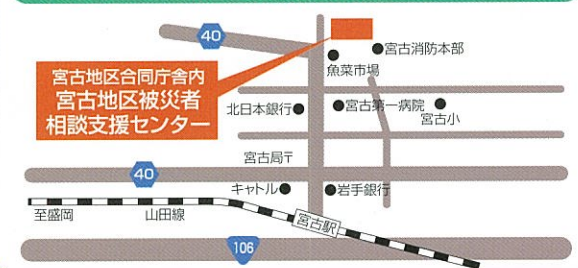 40
宮古消防本部
魚菜市場
宮古地区合同庁舎内
宮古地区被災者
相談支援センター
北日本銀行
宮古第一病院
宮古小
宮古局〒
40
キャトル
岩手銀行
至盛岡
山田線
宮古駅
106